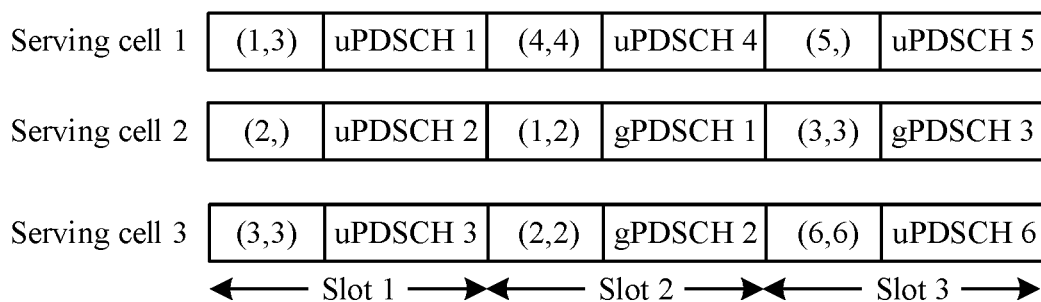 Serving cell 1 (1,3) uPDSCH 1 (4,4) uPDSCH 4 (5,) uPDSCH 5
Serving cell 2 (2,) uPDSCH 2 (1,2) gPDSCH 1 (3,3) gPDSCH 3
Serving cell 3 (3,3) uPDSCH 3 (2,2) gPDSCH 2 (6,6) uPDSCH 6
Slot 1 Slot 2 Slot 3